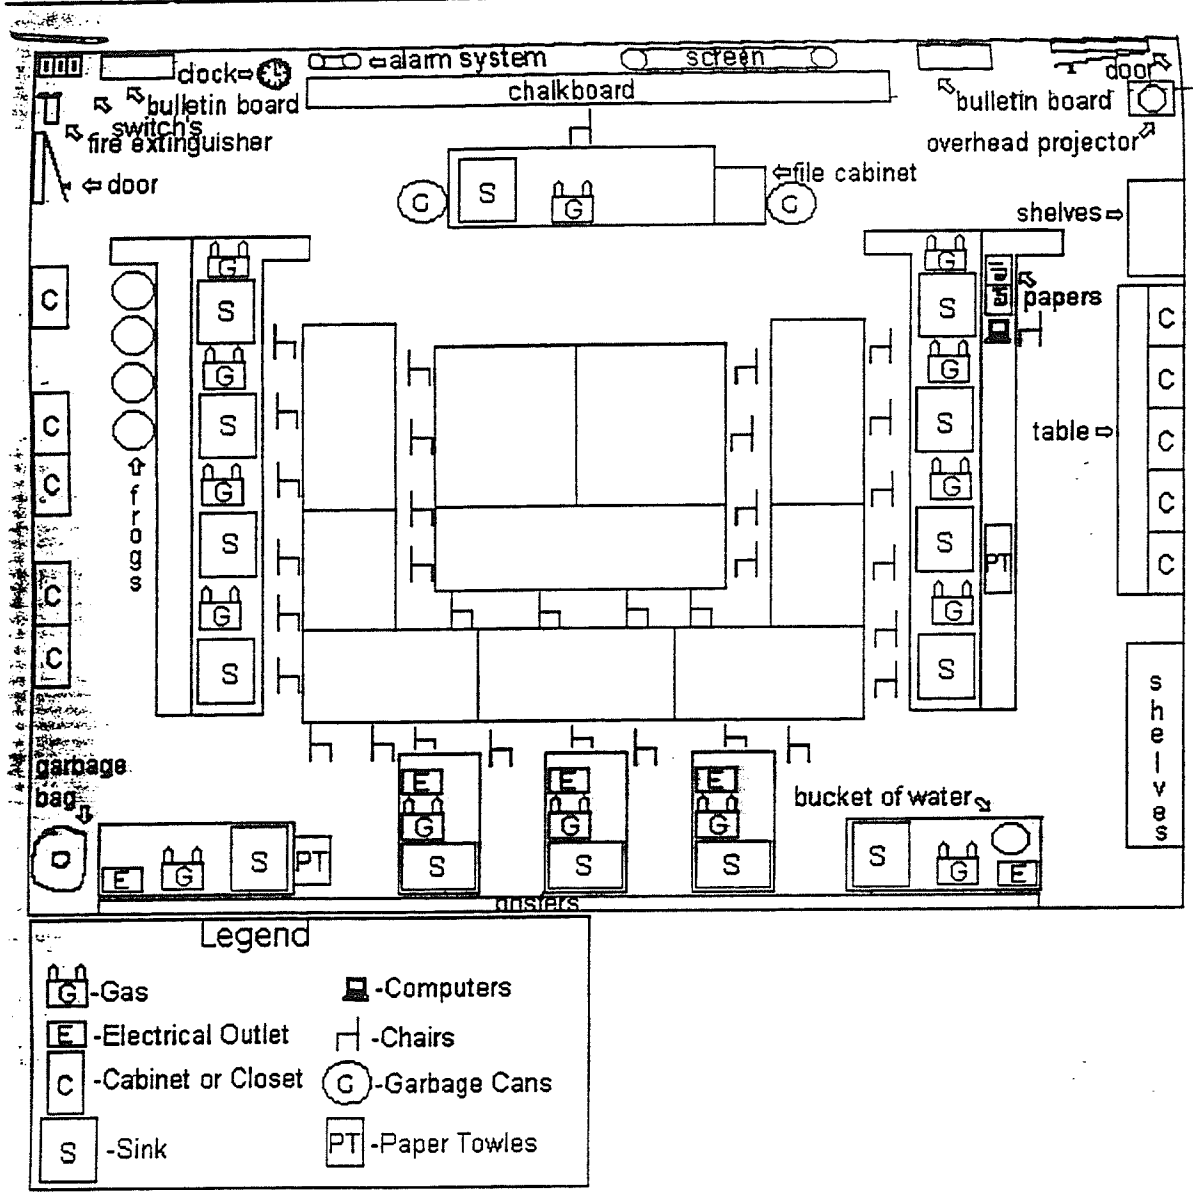 clock
alarm system
screen
door
bulletin board
chalkboard
bulletin board
switch's
fire extinguisher
overhead projector
door
file cabinet
S
G
G
G
shelves
G
G
C
S
S
papers
C
G
G
C
C
S
S
table
C
C
G
G
C
C
frogs
S
S
PT
C
C
G
G
C
S
S
shelves
garbage
bag
E
E
E
bucket of water
G
G
G
E
G
S
PT
S
S
S
S
G
E
Legend
G -Gas
-Computers
E -Electrical Outlet
-Chairs
C -Cabinet or Closet
G -Garbage Cans
S -Sink
PT -Paper Towles